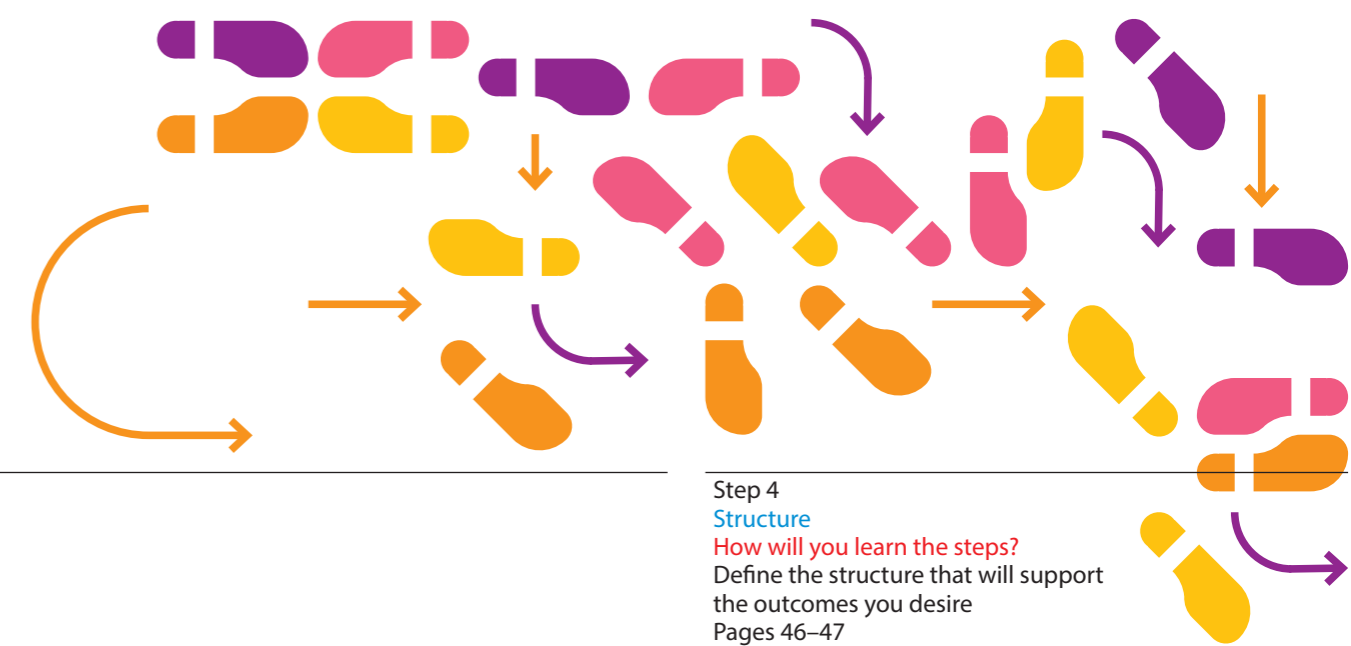 Step 4
Structure
How will you learn the steps?
Define the structure that will support
the outcomes you desire
Pages 46–47